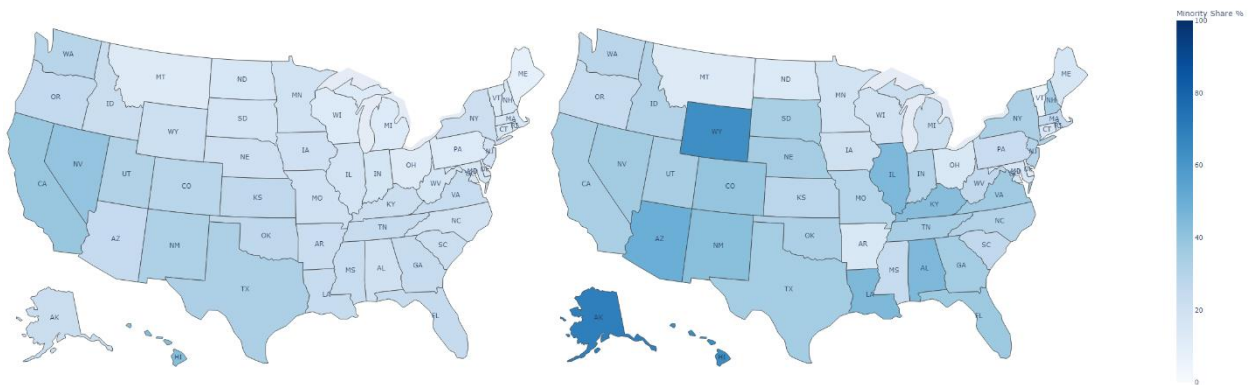 Minority Share %
100
80
60
40
20
0
WA
MT
ND
MN
ME
OR
ID
SD
WI
MI
VT
NH
NY
MA
CT
WY
IA
NE
PA
NV
UT
CO
IL
IN
OH
CA
KS
MO
WV
VA
KY
AZ
NM
OK
AR
TN
NC
SC
TX
MS
AL
GA
LA
FL
AK
HI
WA
MT
ND
MN
ME
OR
ID
SD
WI
MI
VT
NH
NY
MA
CT
WY
IA
NE
PA
NV
UT
CO
IL
IN
OH
NJ
CA
KS
MO
WV
VA
KY
AZ
NM
OK
AR
TN
NC
SC
TX
MS
AL
GA
LA
FL
AK
HI